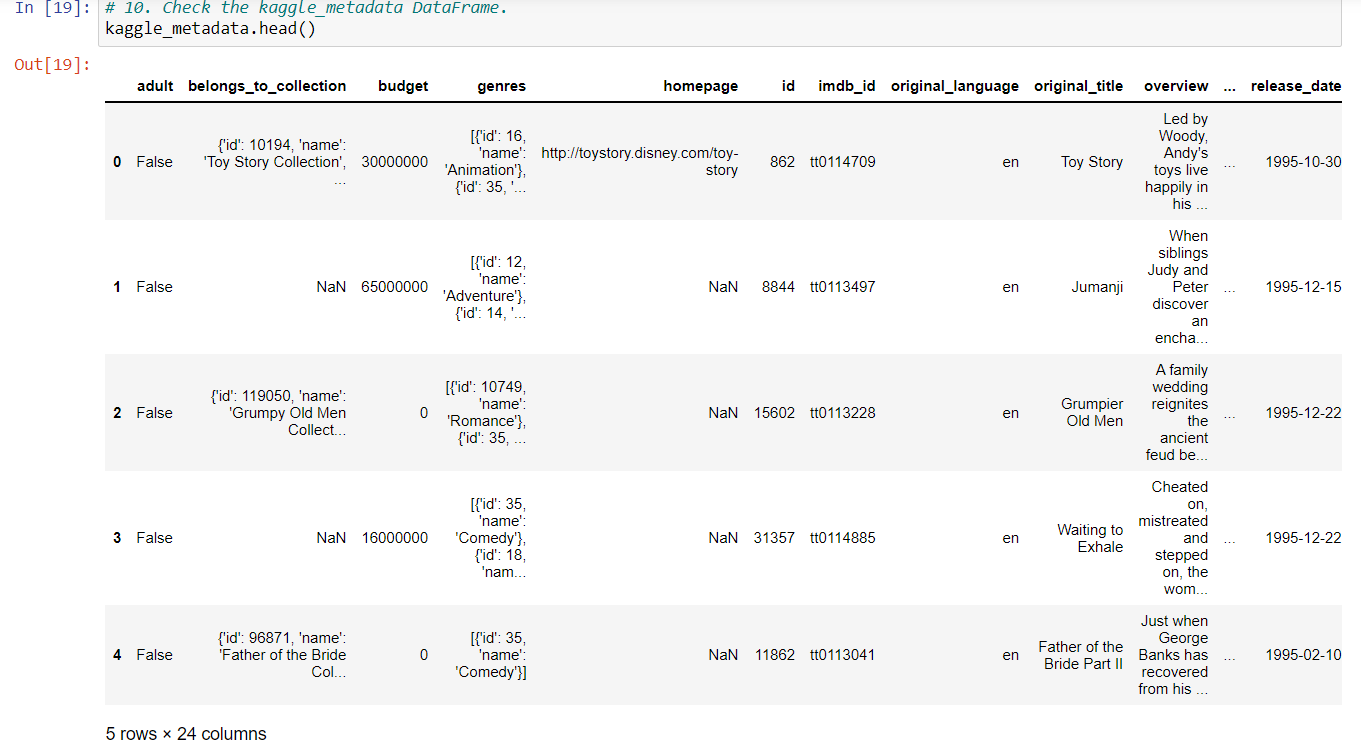 In [19]: # 10. Check the kaggle_metadata DataFrame.
kaggle_metadata.head()
Out[19]:
adult belongs_to_collection budget genres homepage id imdb_id original_language original_title overview ... release_date
0 False {'id': 10194, 'name': 'Toy Story Collection', ... 30000000 [{'id': 16, 'name': 'Animation'}, {'id': 35, '... http://toystory.disney.com/toy-story 862 tt0114709 en Toy Story Led by Woody, Andy's toys live happily in his ... ... 1995-10-30
1 False NaN 65000000 [{'id': 12, 'name': 'Adventure'}, {'id': 14, '... NaN 8844 tt0113497 en Jumanji When siblings Judy and Peter discover an encha... ... 1995-12-15
2 False {'id': 119050, 'name': 'Grumpy Old Men Collect... 0 [{'id': 10749, 'name': 'Romance'}, {'id': 35, ... NaN 15602 tt0113228 en Grumpier Old Men A family wedding reignites the ancient feud be... ... 1995-12-22
3 False NaN 16000000 [{'id': 35, 'name': 'Comedy'}, {'id': 18, 'nam... NaN 31357 tt0114885 en Waiting to Exhale Cheated on, mistreated and stepped on, the wom... ... 1995-12-22
4 False {'id': 96871, 'name': 'Father of the Bride Col... 0 [{'id': 35, 'name': 'Comedy'}] NaN 11862 tt0113041 en Father of the Bride Part II Just when George Banks has recovered from his ... ... 1995-02-10
5 rows × 24 columns